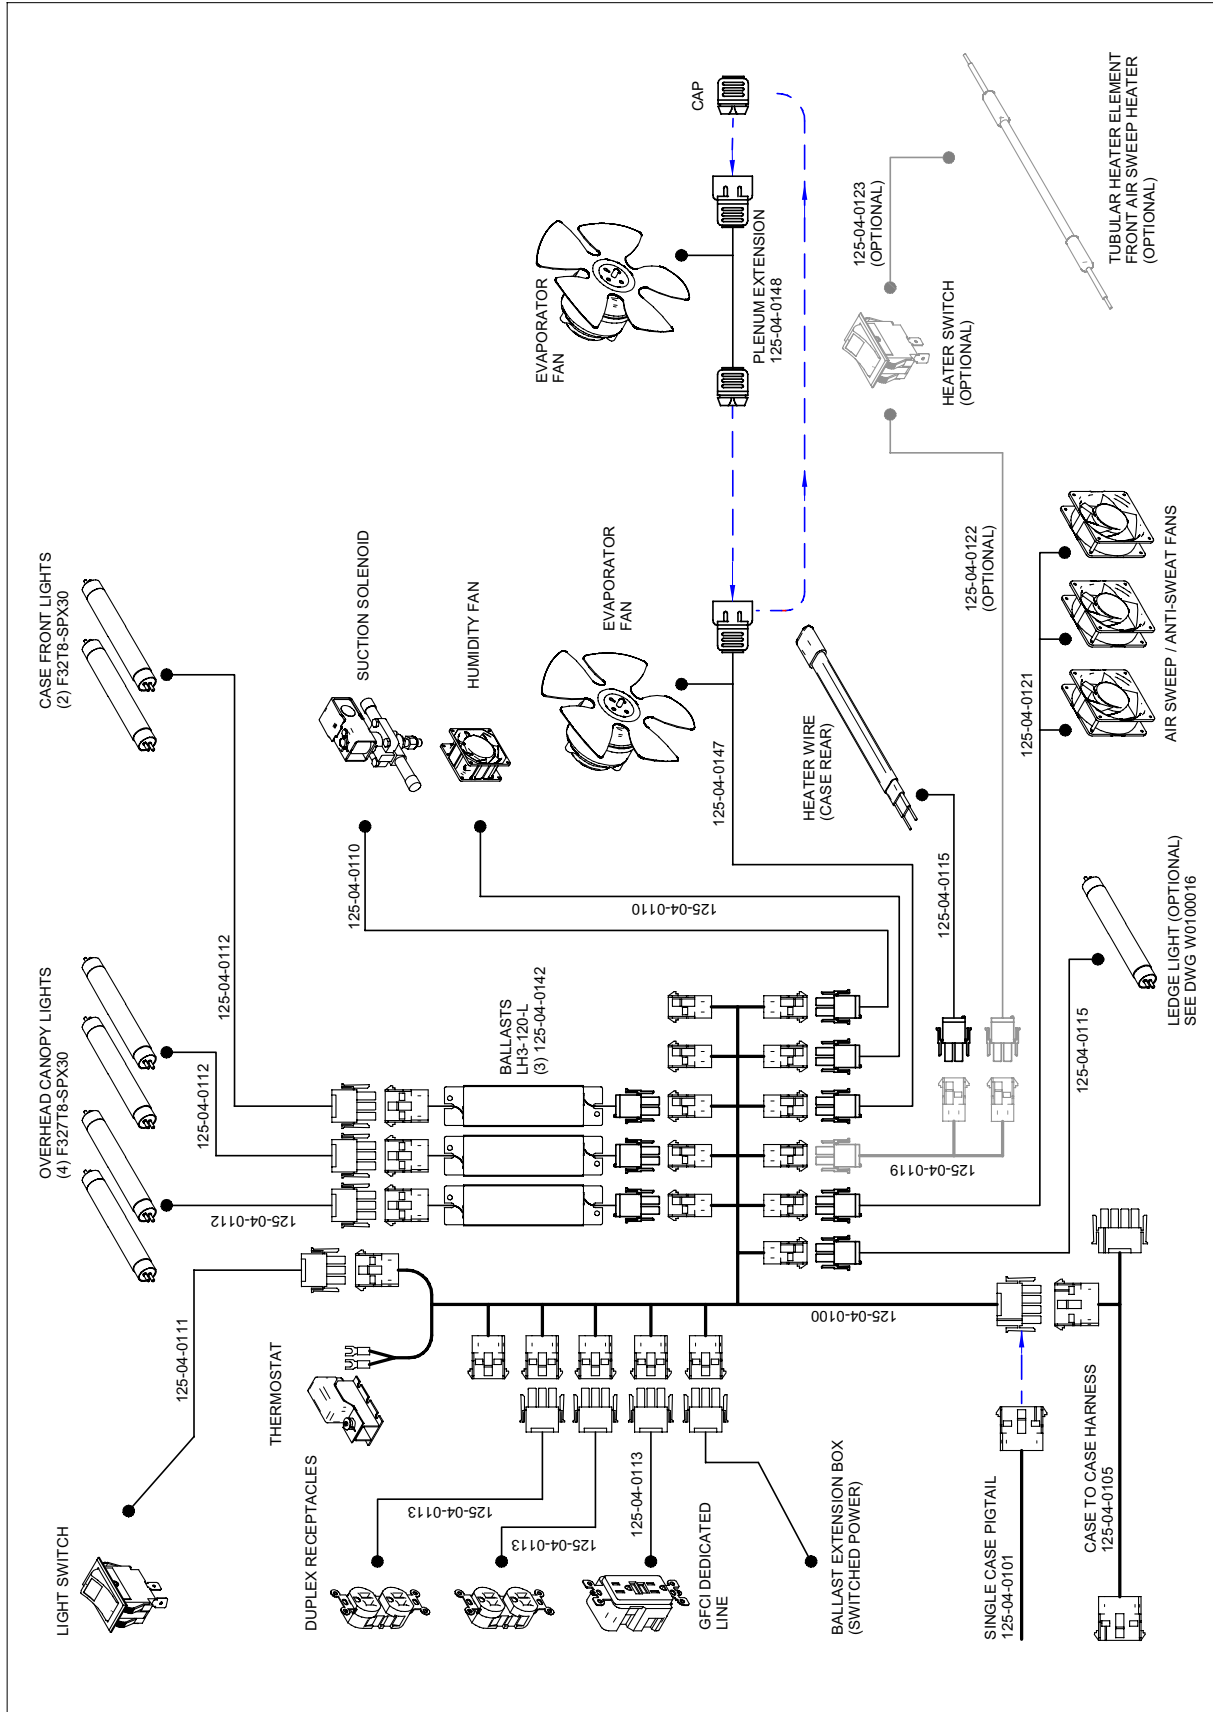 LIGHT SWITCH
125-04-0111
THERMOSTAT
OVERHEAD CANOPY LIGHTS
(4) F327T8-SPX30
125-04-0112
125-04-0112
CASE FRONT LIGHTS
(2) F32T8-SPX30
125-04-0112
DUPLEX RECEPTACLES
125-04-0113
125-04-0113
GFCI DEDICATED
LINE
125-04-0113
BALLAST EXTENSION BOX
(SWITCHED POWER)
BALLASTS
LH3-120-L
(3) 125-04-0142
SUCTION SOLENOID
125-04-0110
HUMIDITY FAN
125-04-0110
EVAPORATOR
FAN
125-04-0147
EVAPORATOR
FAN
PLENUM EXTENSION
125-04-0148
CAP
HEATER WIRE
(CASE REAR)
125-04-0115
125-04-0119
125-04-0122
(OPTIONAL)
HEATER SWITCH
(OPTIONAL)
125-04-0123
(OPTIONAL)
TUBULAR HEATER ELEMENT
FRONT AIR SWEEP HEATER
(OPTIONAL)
125-04-0121
AIR SWEEP / ANTI-SWEAT FANS
125-04-0115
LEDGE LIGHT (OPTIONAL)
SEE DWG W0100016
125-04-0100
SINGLE CASE PIGTAIL
125-04-0101
CASE TO CASE HARNESS
125-04-0105